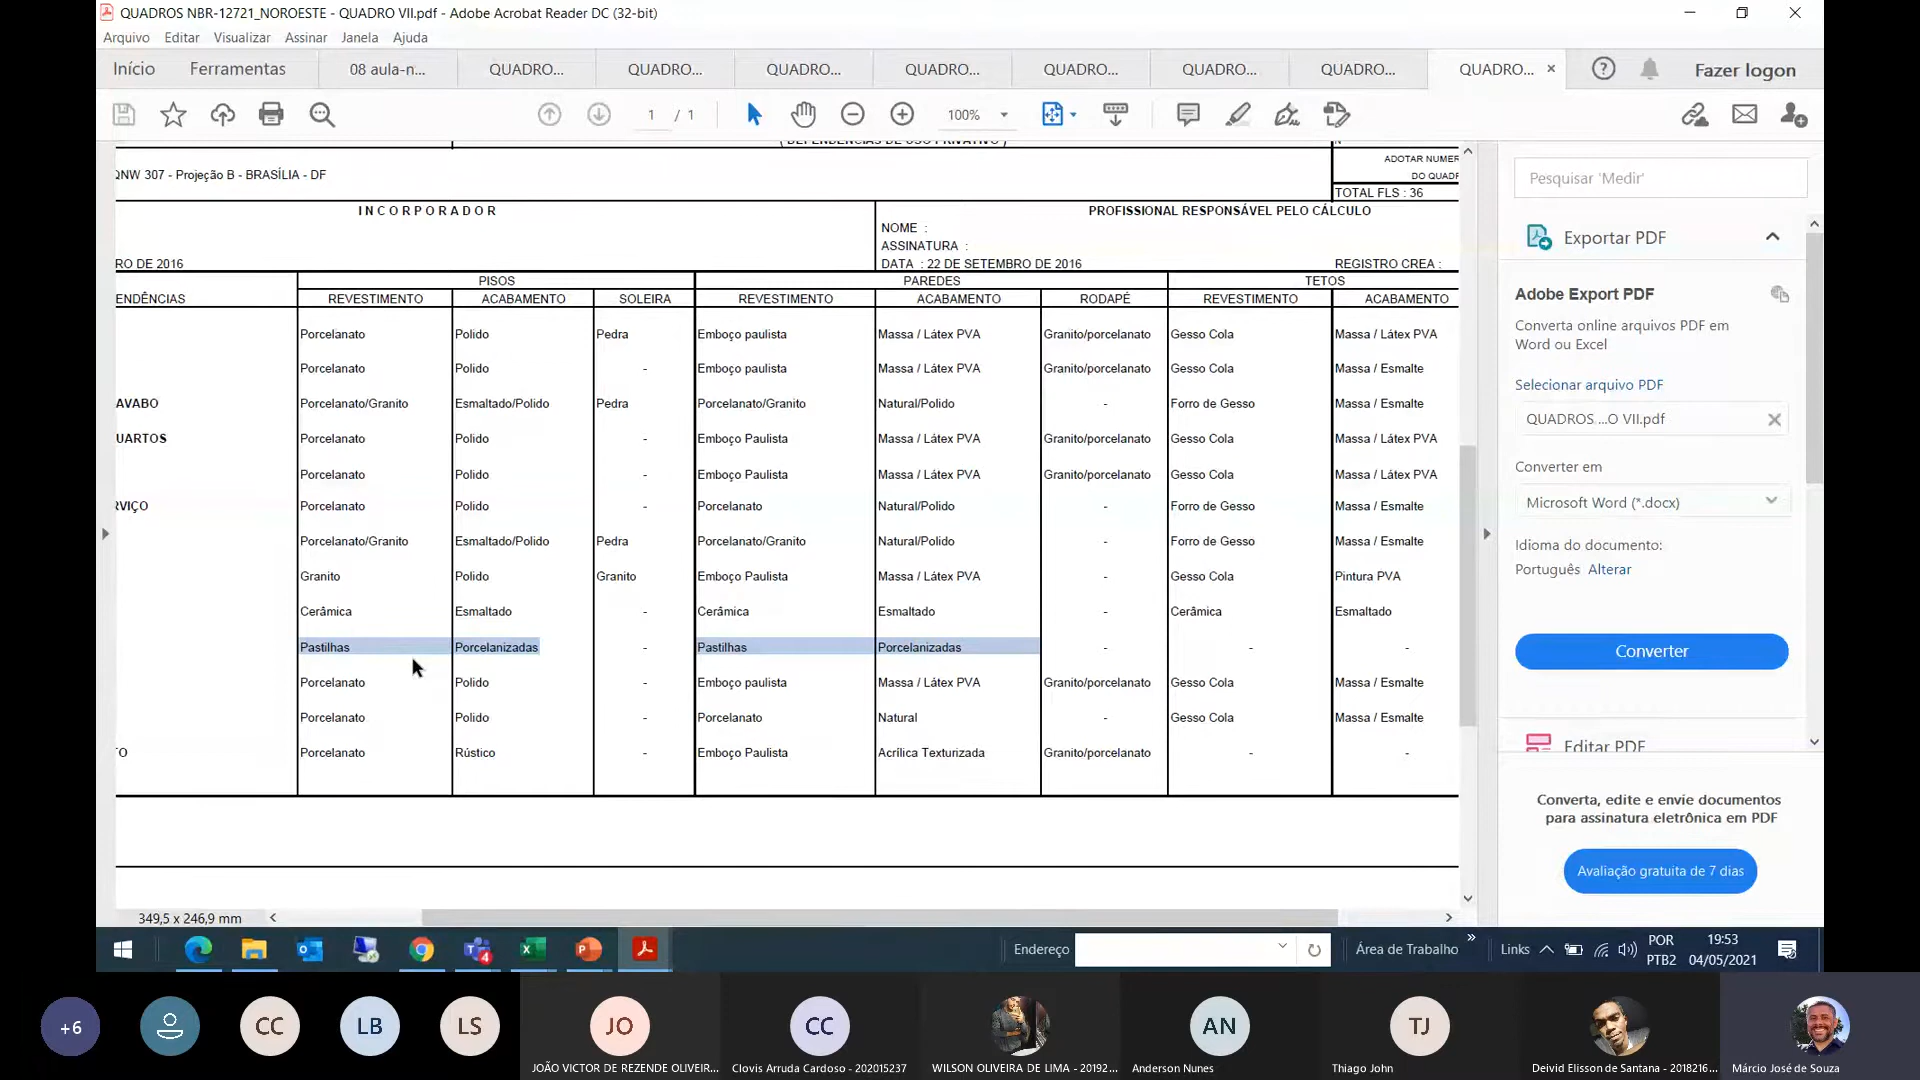 QUADROS NBR-12721_NOROESTE - QUADRO VII.pdf - Adobe Acrobat Reader DC (32-bit)
Arquivo Editar Visualizar Assinar Janela Ajuda
Início Ferramentas 08 aula-n... QUADRO... QUADRO... QUADRO... QUADRO... QUADRO... QUADRO... QUADRO... QUADRO... × Fazer logon
1 / 1 100%
( DEPENDÊNCIAS DE USO PRIVATIVO )
ADOTAR NUMER
QNW 307 - Projeção B - BRASÍLIA - DF
DO QUADR
TOTAL FLS : 36
INCORPORADOR PROFISSIONAL RESPONSÁVEL PELO CÁLCULO
NOME :
ASSINATURA :
RO DE 2016 DATA : 22 DE SETEMBRO DE 2016 REGISTRO CREA :
PISOS PAREDES TETOS
ENDÊNCIAS REVESTIMENTO ACABAMENTO SOLEIRA REVESTIMENTO ACABAMENTO RODAPÉ REVESTIMENTO ACABAMENTO
Porcelanato Polido Pedra Emboço paulista Massa / Látex PVA Granito/porcelanato Gesso Cola Massa / Látex PVA
Porcelanato Polido - Emboço paulista Massa / Látex PVA Granito/porcelanato Gesso Cola Massa / Esmalte
AVABO Porcelanato/Granito Esmaltado/Polido Pedra Porcelanato/Granito Natural/Polido - Forro de Gesso Massa / Esmalte
UARTOS Porcelanato Polido - Emboço Paulista Massa / Látex PVA Granito/porcelanato Gesso Cola Massa / Látex PVA
Porcelanato Polido - Emboço Paulista Massa / Látex PVA Granito/porcelanato Gesso Cola Massa / Látex PVA
RVIÇO Porcelanato Polido - Porcelanato Natural/Polido - Forro de Gesso Massa / Esmalte
Porcelanato/Granito Esmaltado/Polido Pedra Porcelanato/Granito Natural/Polido - Forro de Gesso Massa / Esmalte
Granito Polido Granito Emboço Paulista Massa / Látex PVA - Gesso Cola Pintura PVA
Cerâmica Esmaltado - Cerâmica Esmaltado - Cerâmica Esmaltado
Pastilhas Porcelanizadas - Pastilhas Porcelanizadas - - -
Porcelanato Polido - Emboço paulista Massa / Látex PVA Granito/porcelanato Gesso Cola Massa / Esmalte
Porcelanato Polido - Porcelanato Natural - Gesso Cola Massa / Esmalte
TO Porcelanato Rústico - Emboço Paulista Acrílica Texturizada Granito/porcelanato - -
349,5 x 246,9 mm
Pesquisar 'Medir'
Exportar PDF
Adobe Export PDF
Converta online arquivos PDF em
Word ou Excel
Selecionar arquivo PDF
QUADROS ...O VII.pdf
Converter em
Microsoft Word (*.docx)
Idioma do documento:
Português Alterar
Converter
Editar PDF
Converta, edite e envie documentos
para assinatura eletrônica em PDF
Avaliação gratuita de 7 dias
4 Endereço Área de Trabalho » Links POR 19:53
PTB2 04/05/2021
+6 CC LB LS JO CC AN TJ
JOÃO VICTOR DE REZENDE OLIVEIR... Clovis Arruda Cardoso - 202015237 WILSON OLIVEIRA DE LIMA - 20192... Anderson Nunes Thiago John Deivid Elisson de Santana - 2018216... Márcio José de Souza